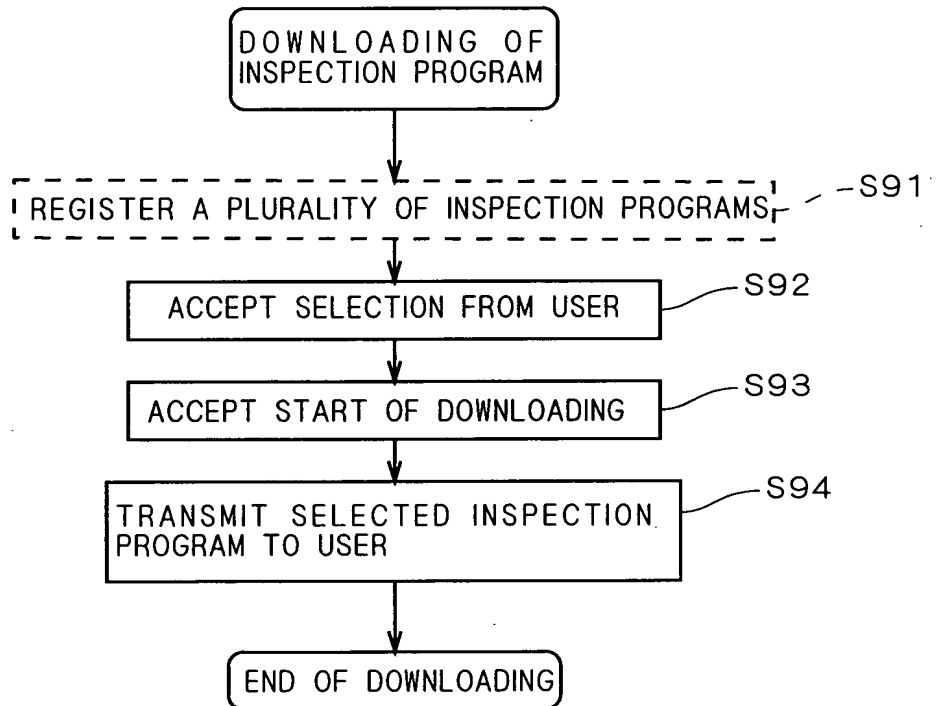 DOWNLOADING OF
INSPECTION PROGRAM
REGISTER A PLURALITY OF INSPECTION PROGRAMS
S91
ACCEPT SELECTION FROM USER
S92
ACCEPT START OF DOWNLOADING
S93
TRANSMIT SELECTED INSPECTION
PROGRAM TO USER
S94
END OF DOWNLOADING